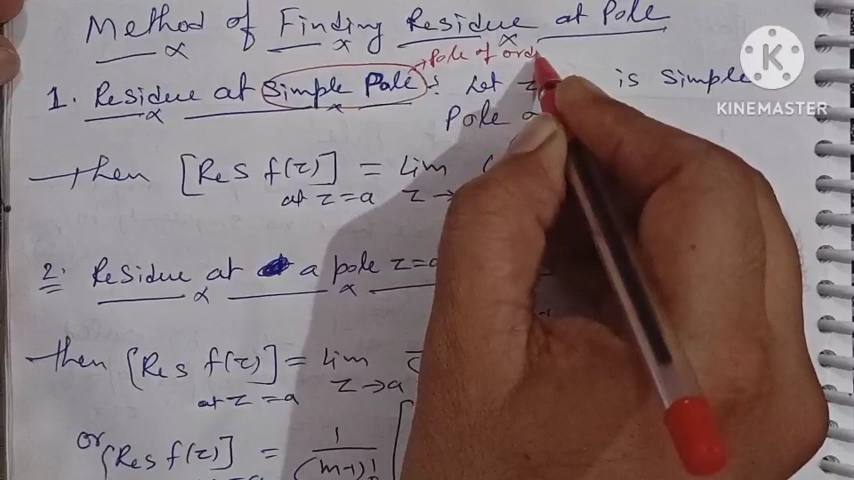 Method of Finding Residue at Pole
Pole of ord
1. Residue at Simple Pole : Let z is Simple
Pole
KINEMASTER
then [Res f(z)] = Lim
at z=a z→
2. Residue at a pole z=a
then [Res f(z)] = Lim
at z=a z→a
or [Res f(z)] = 1
(m-1)!